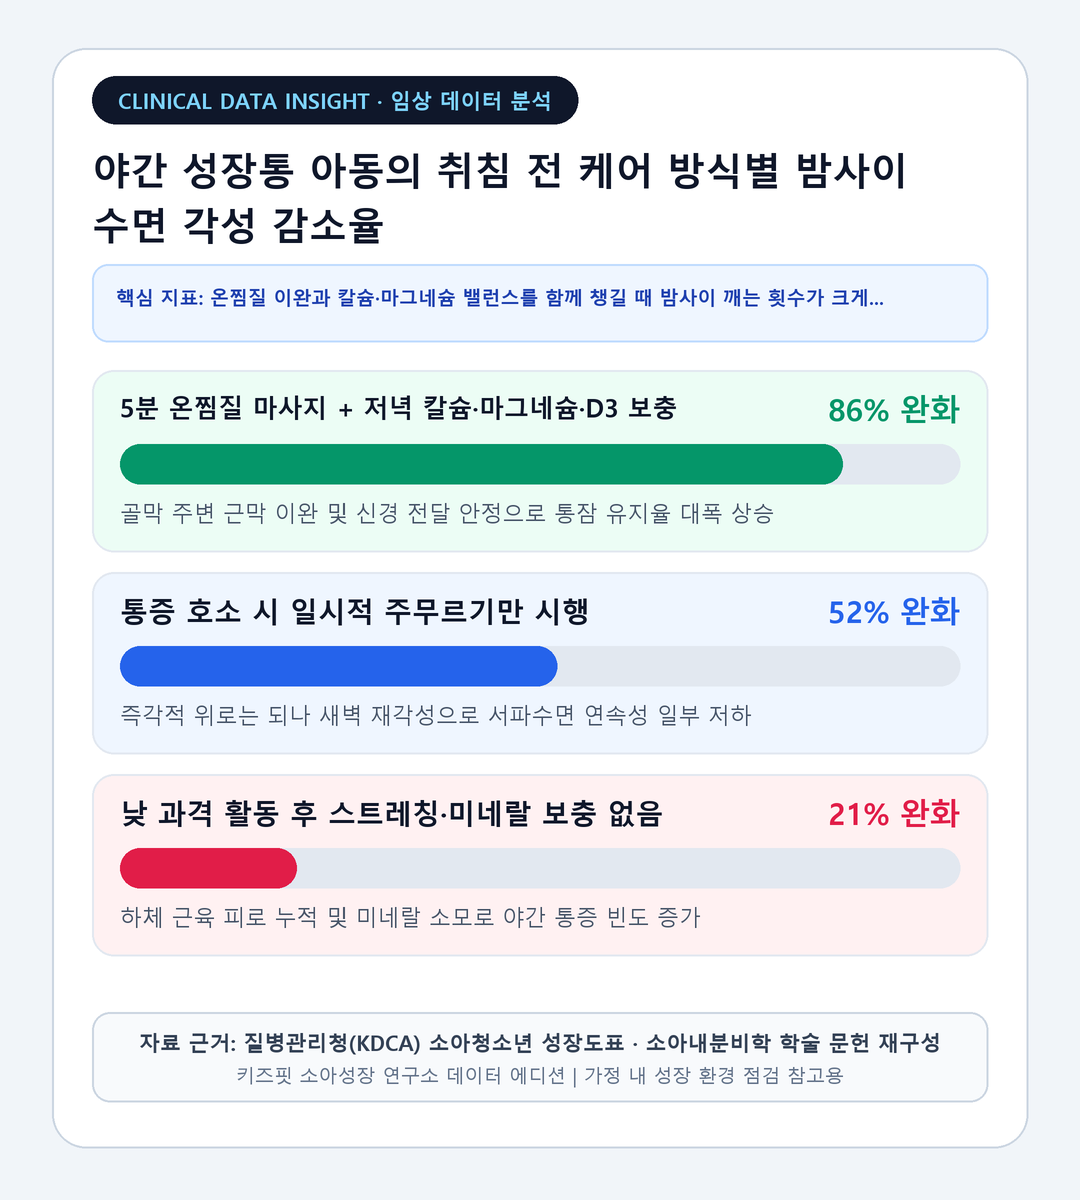 CLINICAL DATA INSIGHT · 임상 데이터 분석
야간 성장통 아동의 취침 전 케어 방식별 밤사이
수면 각성 감소율
핵심 지표: 온찜질 이완과 칼슘·마그네슘 밸런스를 함께 챙길 때 밤사이 깨는 횟수가 크게...
5분 온찜질 마사지 + 저녁 칼슘·마그네슘·D3 보충
86% 완화
골막 주변 근막 이완 및 신경 전달 안정으로 통잠 유지율 대폭 상승
통증 호소 시 일시적 주무르기만 시행
52% 완화
즉각적 위로는 되나 새벽 재각성으로 서파수면 연속성 일부 저하
낮 과격 활동 후 스트레칭·미네랄 보충 없음
21% 완화
하체 근육 피로 누적 및 미네랄 소모로 야간 통증 빈도 증가
자료 근거: 질병관리청(KDCA) 소아청소년 성장도표 · 소아내분비학 학술 문헌 재구성
키즈핏 소아성장 연구소 데이터 에디션 | 가정 내 성장 환경 점검 참고용